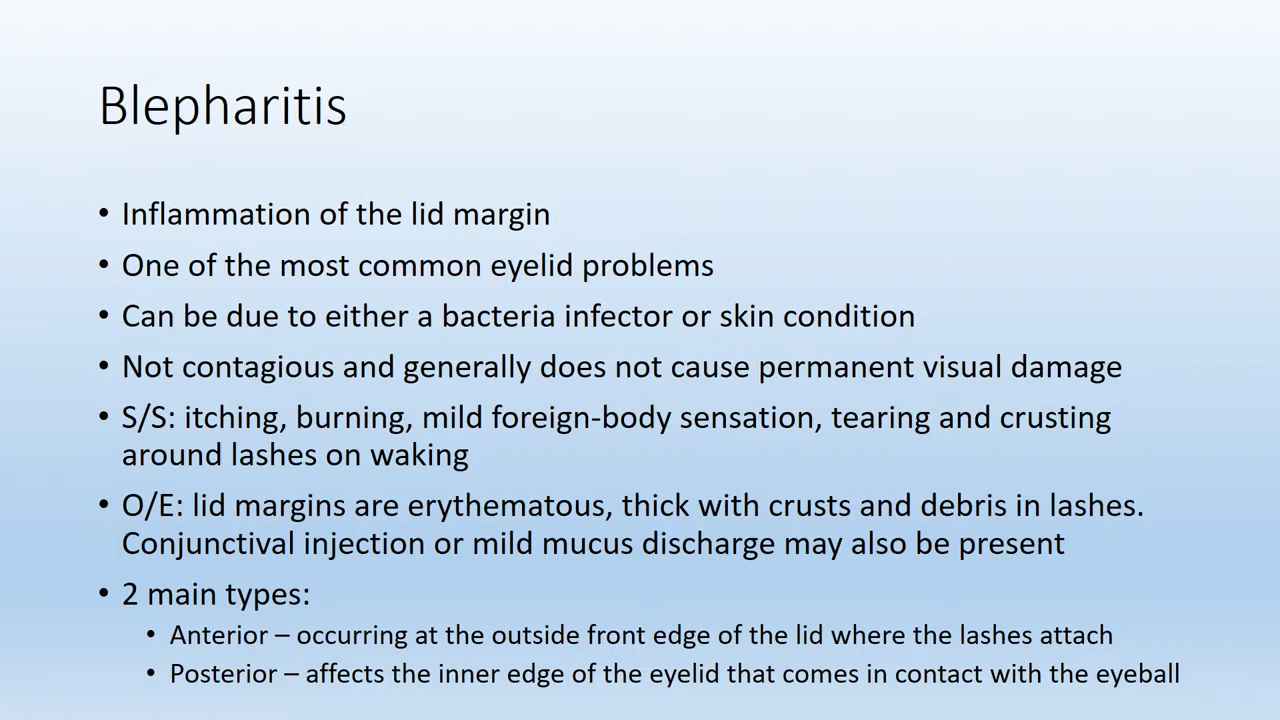 Blepharitis
• Inflammation of the lid margin
• One of the most common eyelid problems
• Can be due to either a bacteria infector or skin condition
• Not contagious and generally does not cause permanent visual damage
• S/S: itching, burning, mild foreign-body sensation, tearing and crusting
around lashes on waking
• O/E: lid margins are erythematous, thick with crusts and debris in lashes.
Conjunctival injection or mild mucus discharge may also be present
• 2 main types:
• Anterior – occurring at the outside front edge of the lid where the lashes attach
• Posterior – affects the inner edge of the eyelid that comes in contact with the eyeball